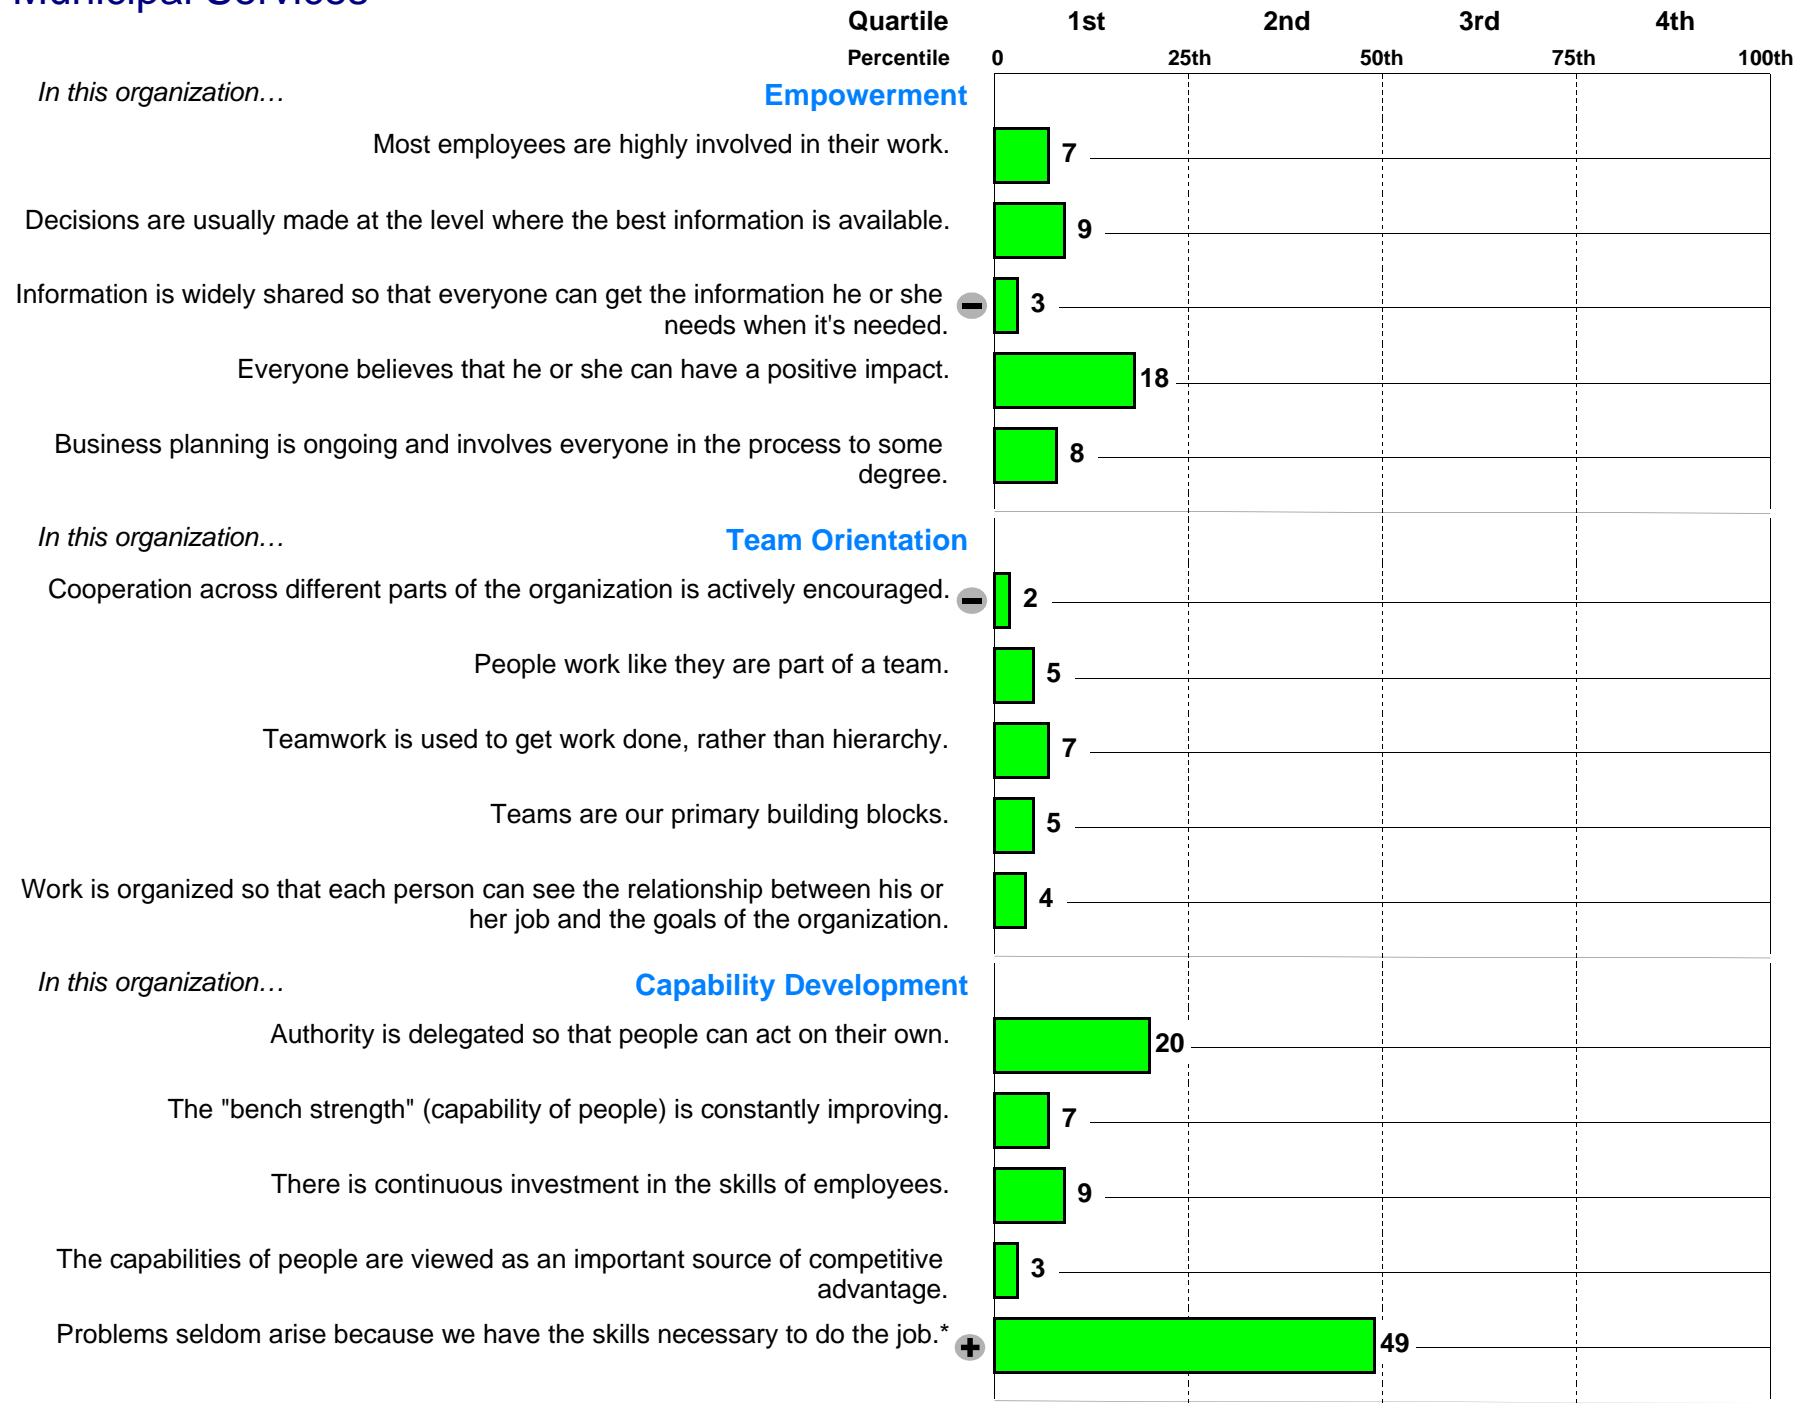 Municipal Services
Quartile 1st 2nd 3rd 4th
Percentile 0 25th 50th 75th 100th
In this organization… Empowerment
Most employees are highly involved in their work. 7
Decisions are usually made at the level where the best information is available. 9
Information is widely shared so that everyone can get the information he or she
needs when it's needed. 3
Everyone believes that he or she can have a positive impact. 18
Business planning is ongoing and involves everyone in the process to some
degree. 8
In this organization… Team Orientation
Cooperation across different parts of the organization is actively encouraged. 2
People work like they are part of a team. 5
Teamwork is used to get work done, rather than hierarchy. 7
Teams are our primary building blocks. 5
Work is organized so that each person can see the relationship between his or
her job and the goals of the organization. 4
In this organization… Capability Development
Authority is delegated so that people can act on their own. 20
The "bench strength" (capability of people) is constantly improving. 7
There is continuous investment in the skills of employees. 9
The capabilities of people are viewed as an important source of competitive
advantage. 3
Problems seldom arise because we have the skills necessary to do the job.* 49